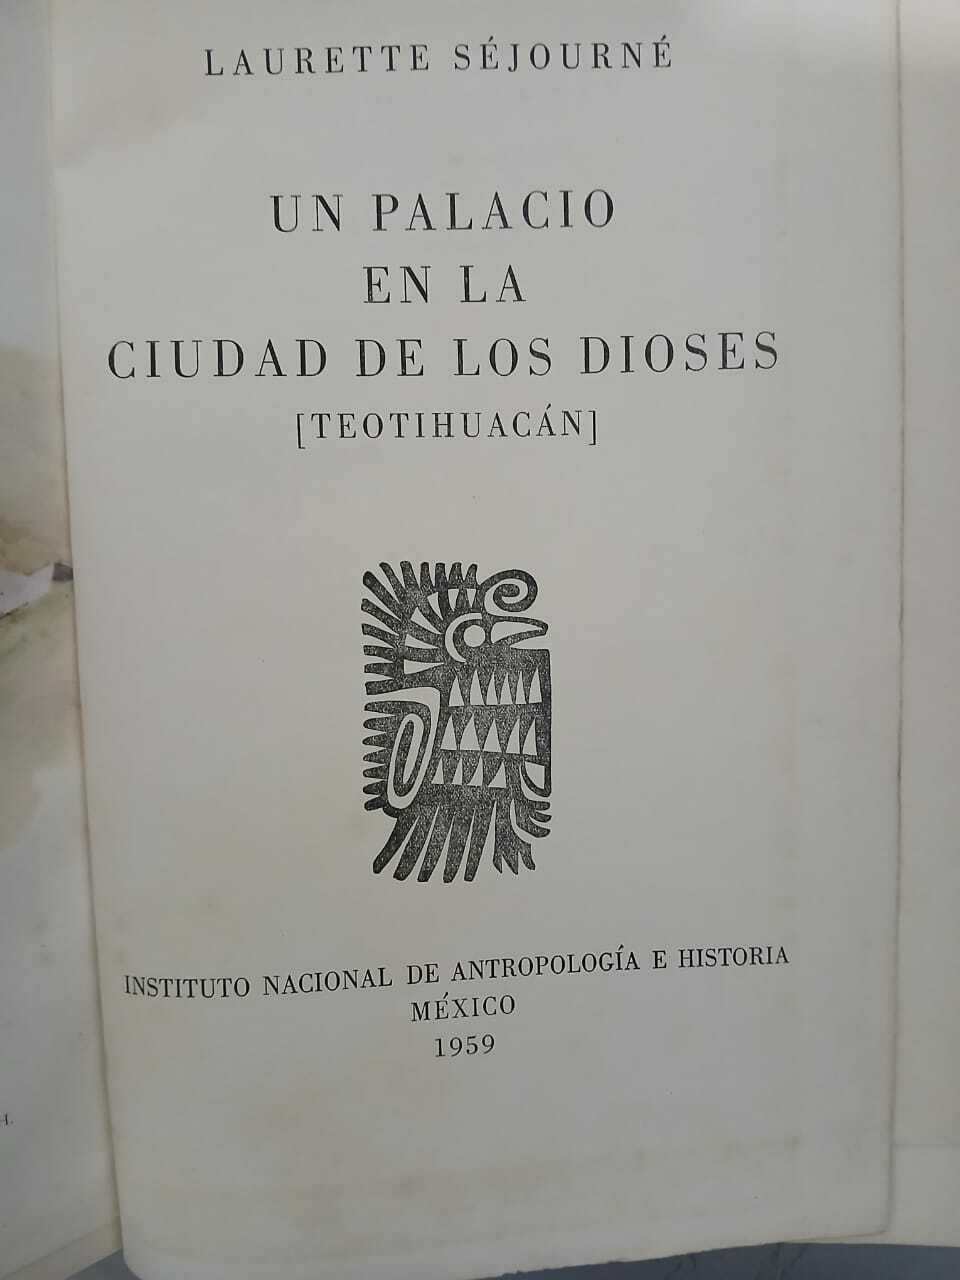 LAURETTE SÉJOURNÉ
UN PALACIO
EN LA
CIUDAD DE LOS DIOSES
[TEOTIHUACÁN]
INSTITUTO NACIONAL DE ANTROPOLOGÍA E HISTORIA
MÉXICO
1959